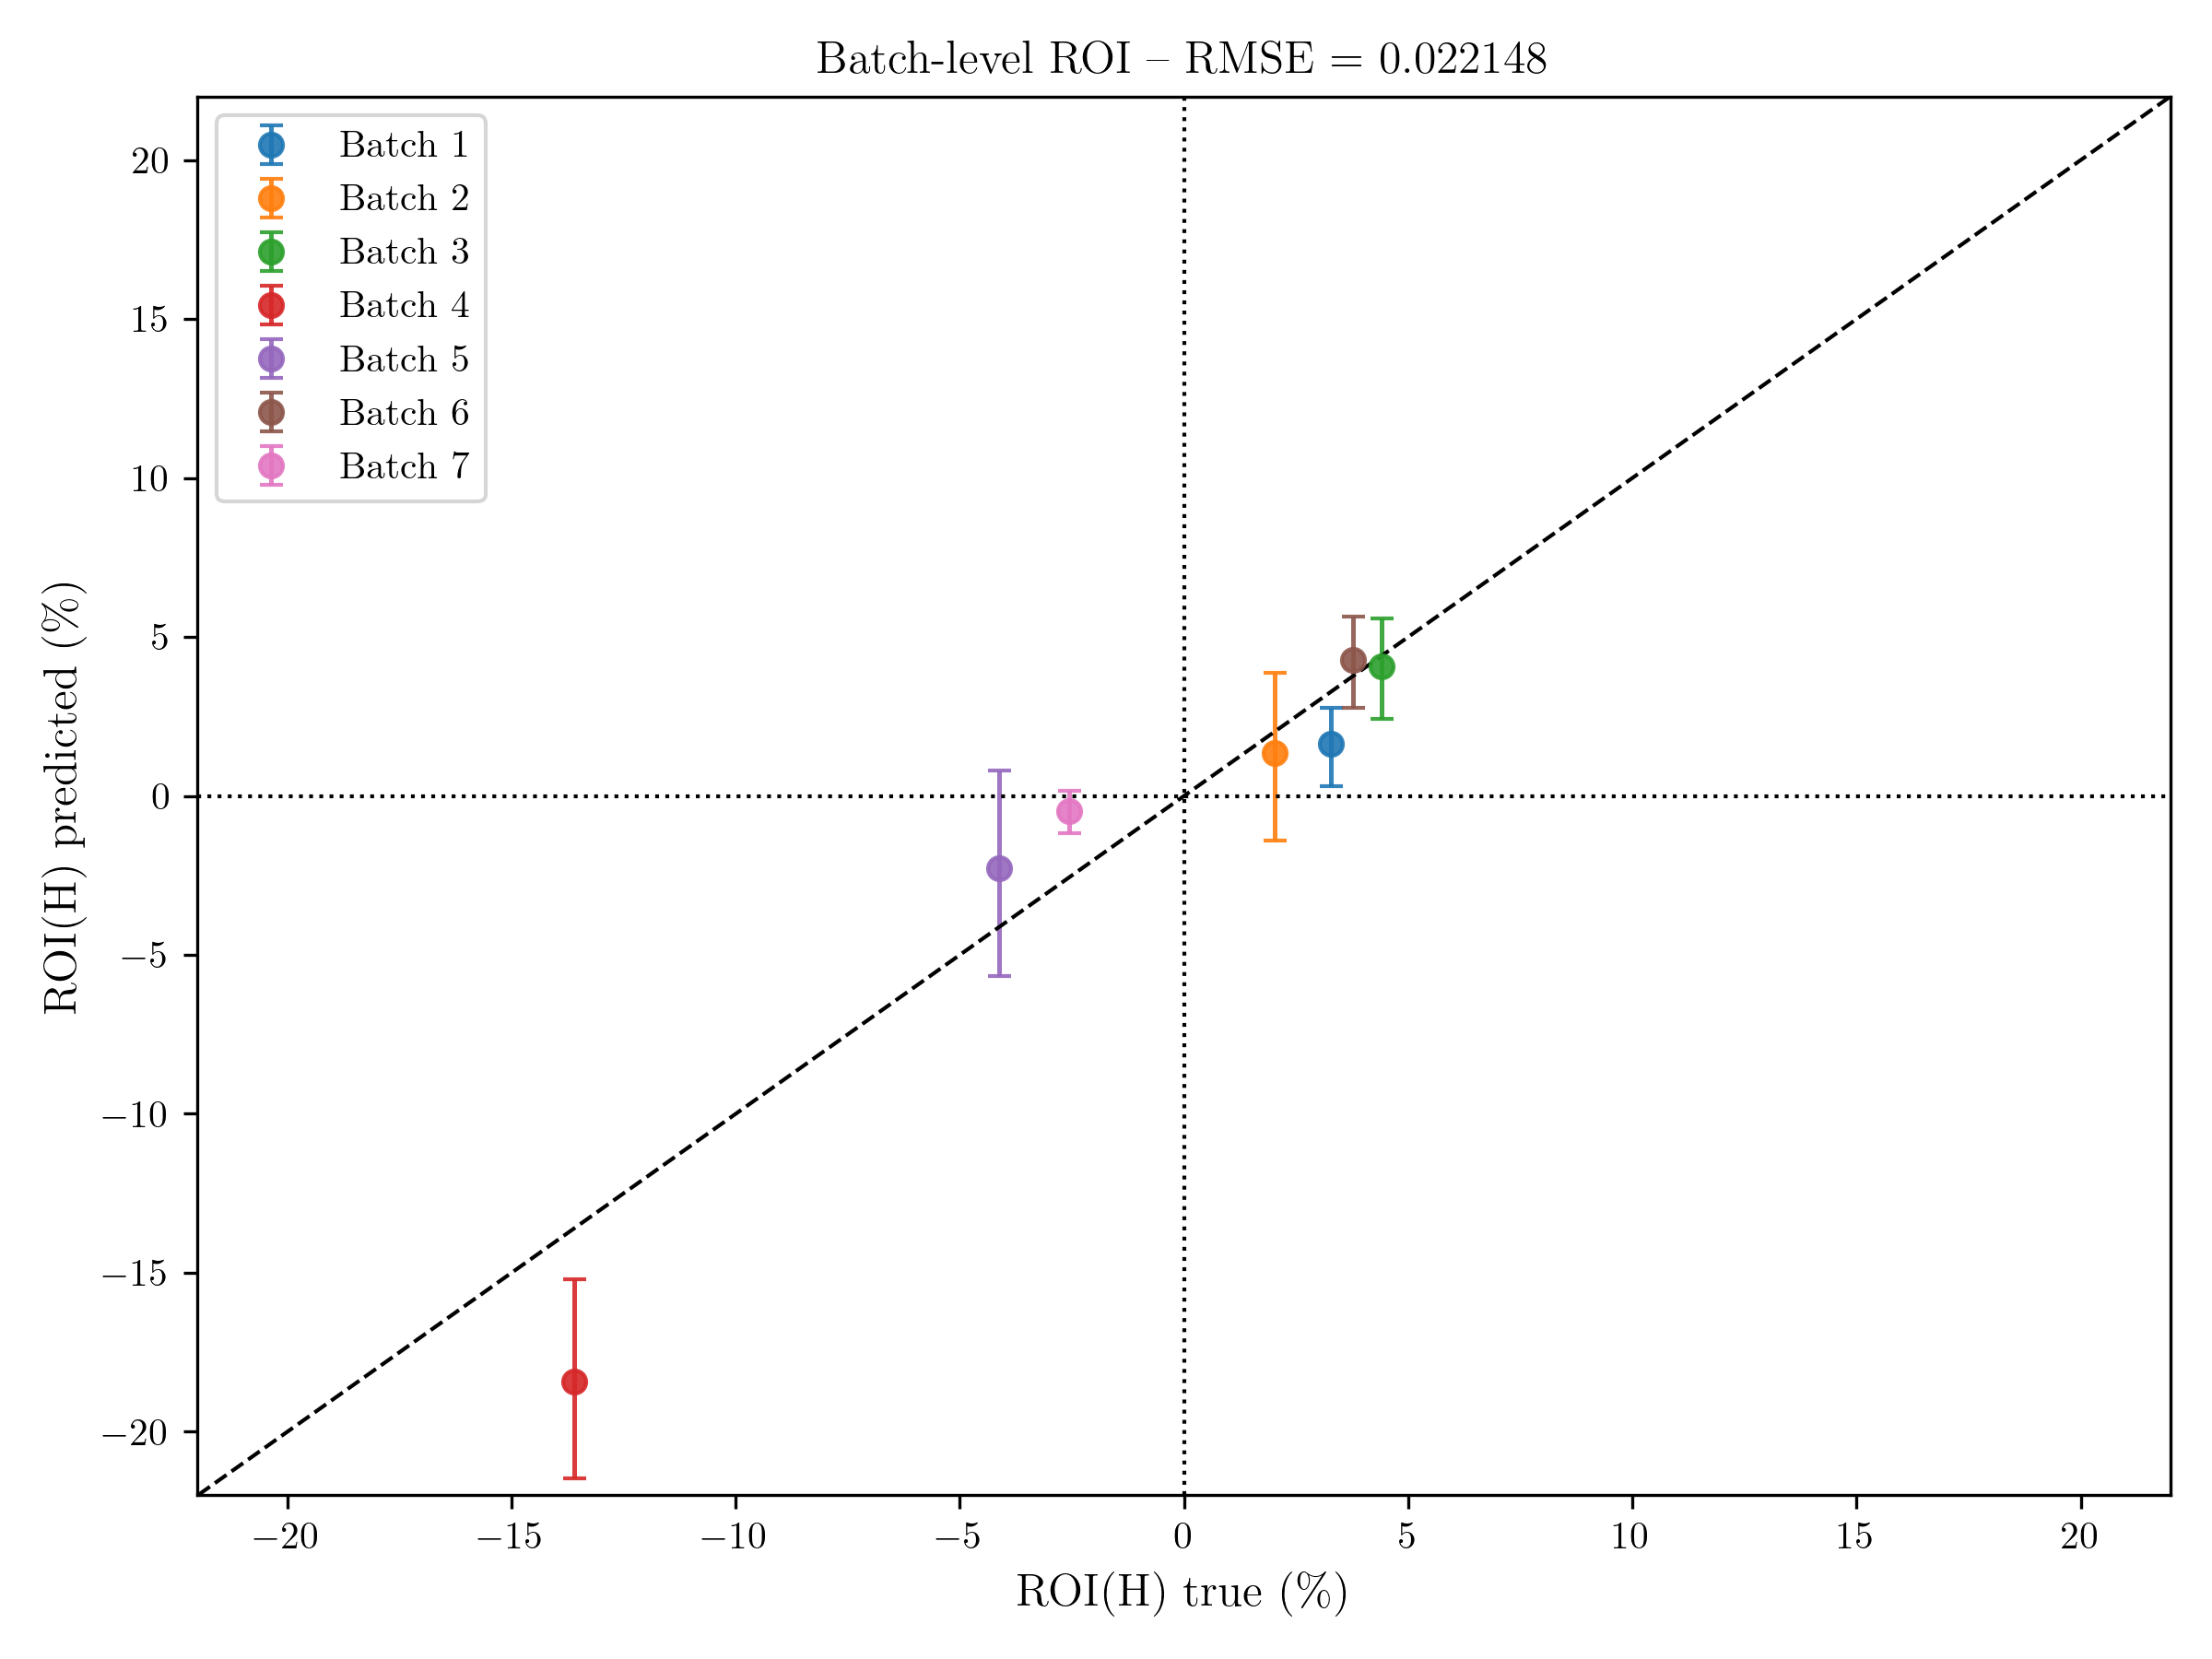 Batch-level ROI – RMSE = 0.022148
Batch 1
Batch 2
Batch 3
Batch 4
Batch 5
Batch 6
Batch 7
ROI(H) predicted (%)
20
15
10
5
0
−5
−10
−15
−20
−20 −15 −10 −5 0 5 10 15 20
ROI(H) true (%)